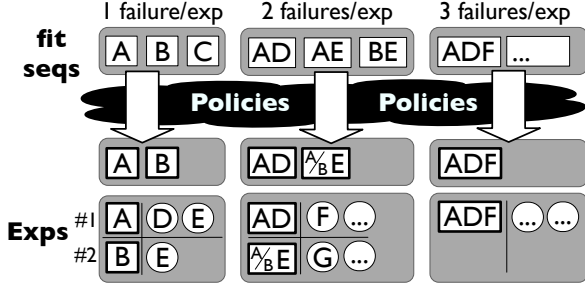 1 failure/exp 2 failures/exp 3 failures/exp
fit seqs
A B C AD AE BE ADF ...
Policies Policies
A B AD A/B E ADF
Exps
#1 A D E AD F ... ADF ... ...
#2 B E A/B E G ...